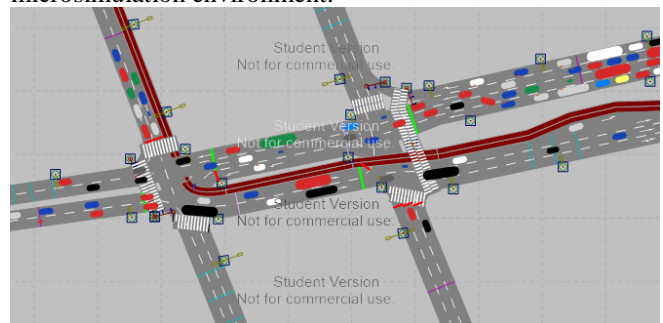 microsimulation environment.
Student Version
Not for commercial use.
Student Version
Not for commercial use.
Student Version
Not for commercial use.
Student Version
Not for commercial use.